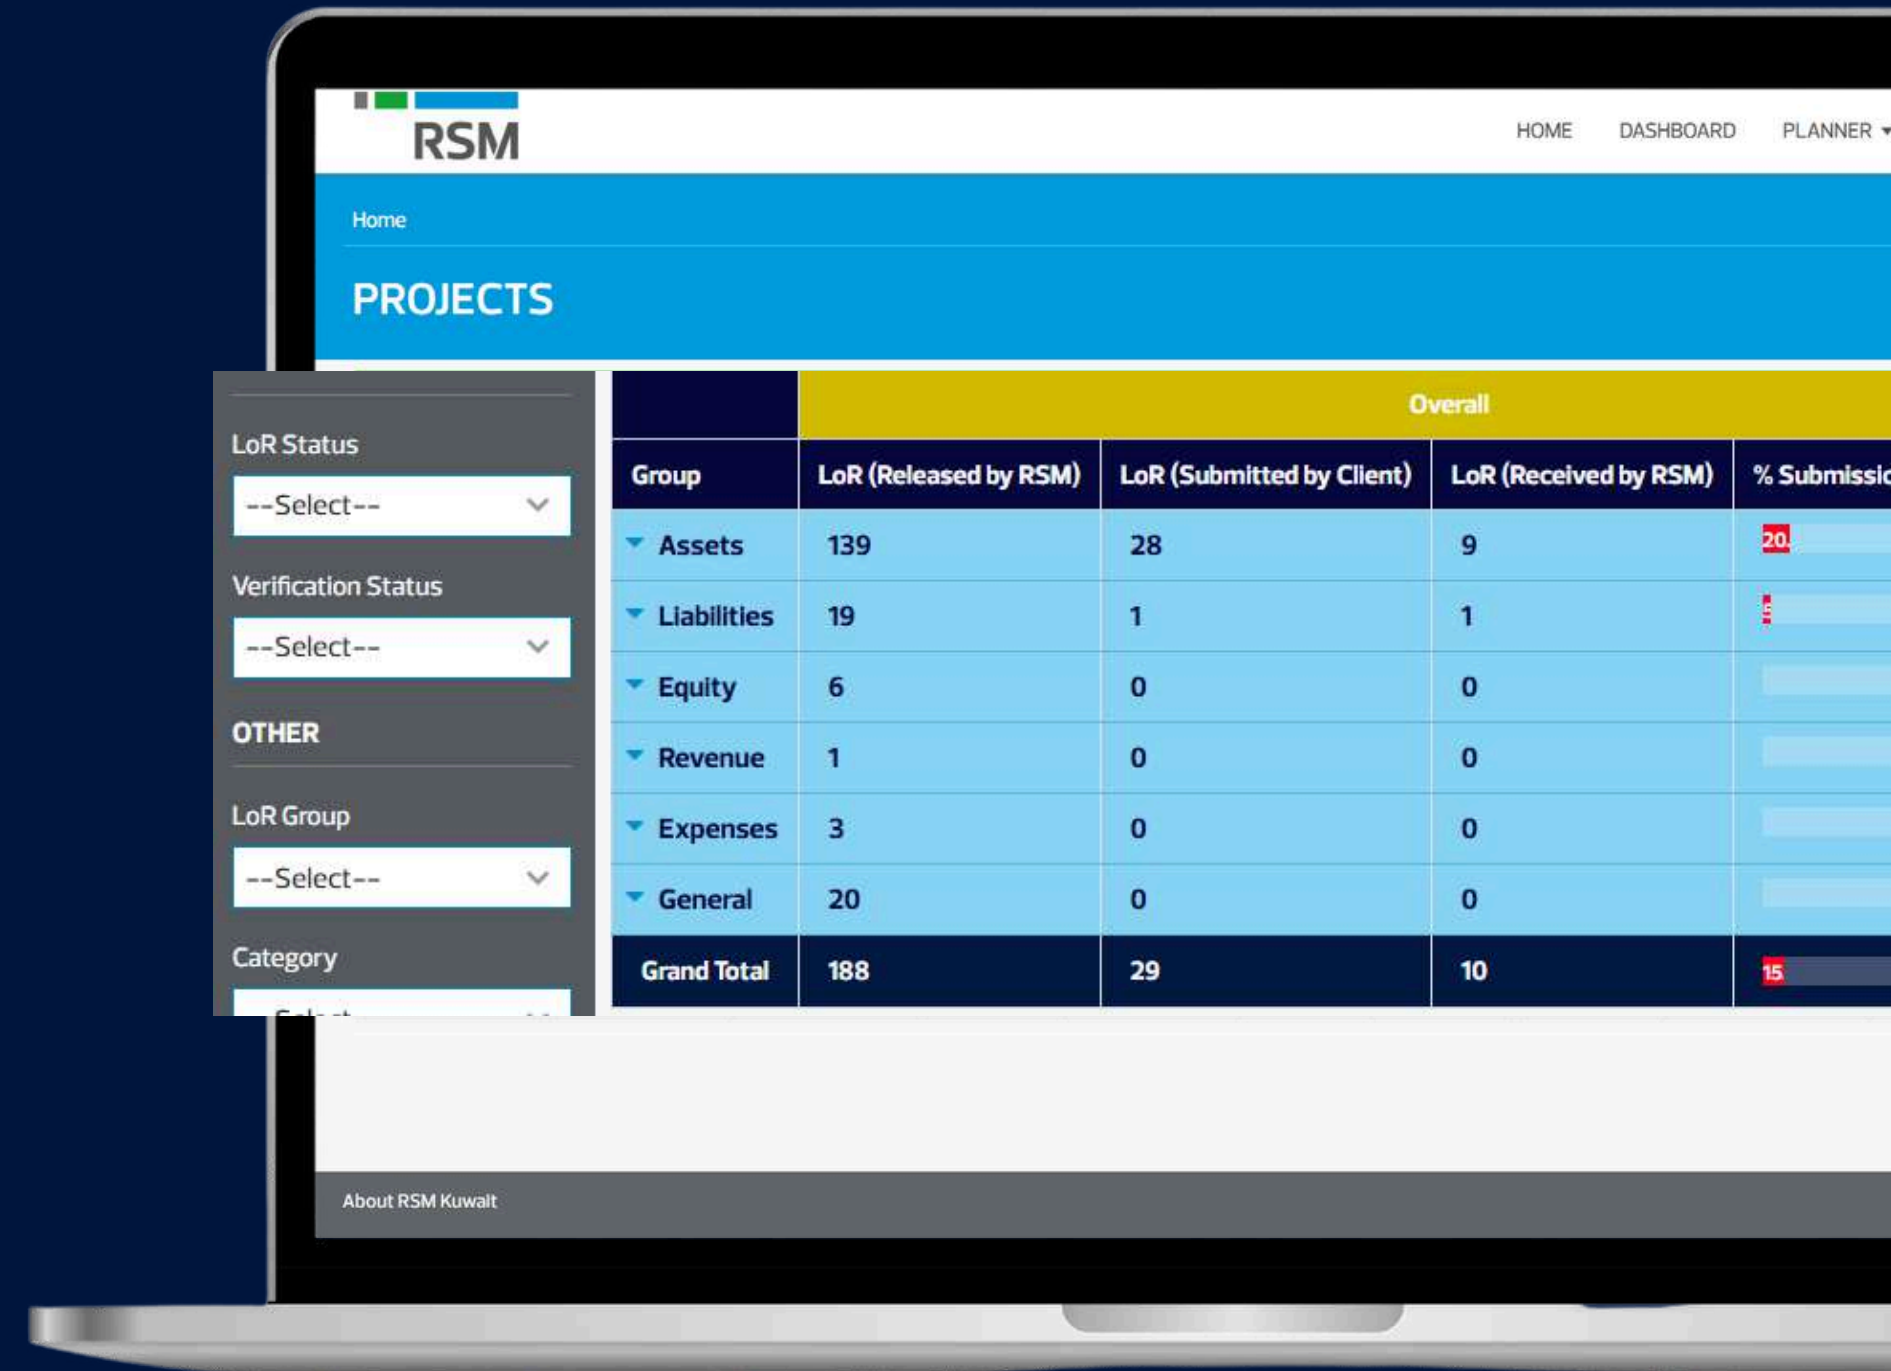 RSM
HOME DASHBOARD PLANNER
Home
PROJECTS
LoR Status
--Select--
Verification Status
--Select--
OTHER
LoR Group
--Select--
Category
Overall
Group LoR (Released by RSM) LoR (Submitted by Client) LoR (Received by RSM) %
Assets 139 28 9 20.
Liabilities 19 1 1
Equity 6 0 0
Revenue 1 0 0
Expenses 3 0 0
General 20 0 0
Grand Total 188 29 10 15
About RSM Kuwait